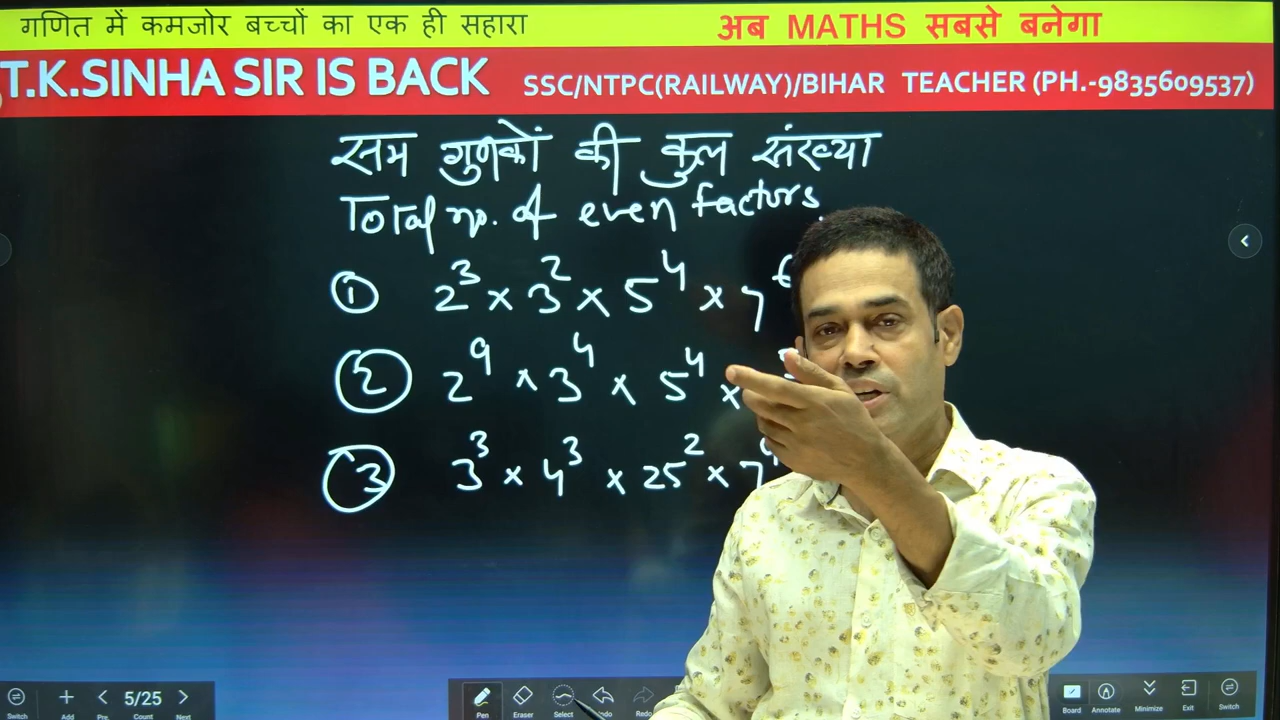 गणित में कमजोर बच्चों का एक ही सहारा अब MATHS सबसे बनेगा
T.K.SINHA SIR IS BACK SSC/NTPC(RAILWAY)/BIHAR TEACHER (PH.-9835609537)
सम गुणकों की कुल संख्या
Total no. of even factors
① 2³ × 3² × 5⁴ × 7
② 2⁹ × 3⁴ × 5⁴ ×
③ 3³ × 4³ × 25² × 7
Switch Add Pre 5/25 Count Next Pen Eraser Select Undo Redo Board Annotate Minimize Exit Switch